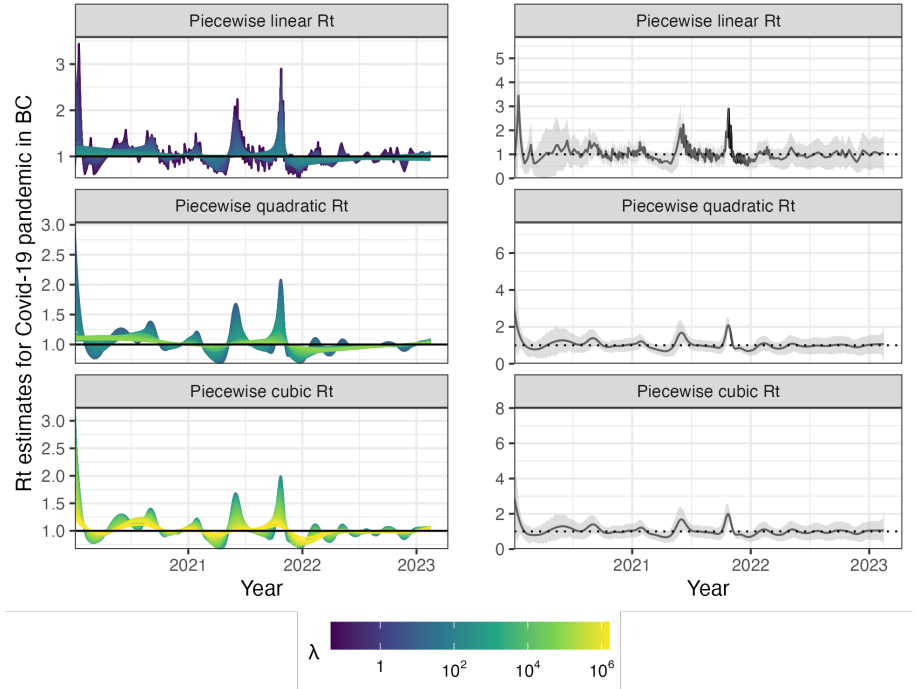 Piecewise linear Rt
3
2
1
Piecewise quadratic Rt
3.0
2.5
2.0
1.5
1.0
Piecewise cubic Rt
3.0
2.5
2.0
1.5
1.0
2021 2022 2023
Year
Rt estimates for Covid-19 pandemic in BC
Piecewise linear Rt
5
4
3
2
1
0
Piecewise quadratic Rt
6
4
2
0
Piecewise cubic Rt
8
6
4
2
0
2021 2022 2023
Year
λ
1 10² 10⁴ 10⁶